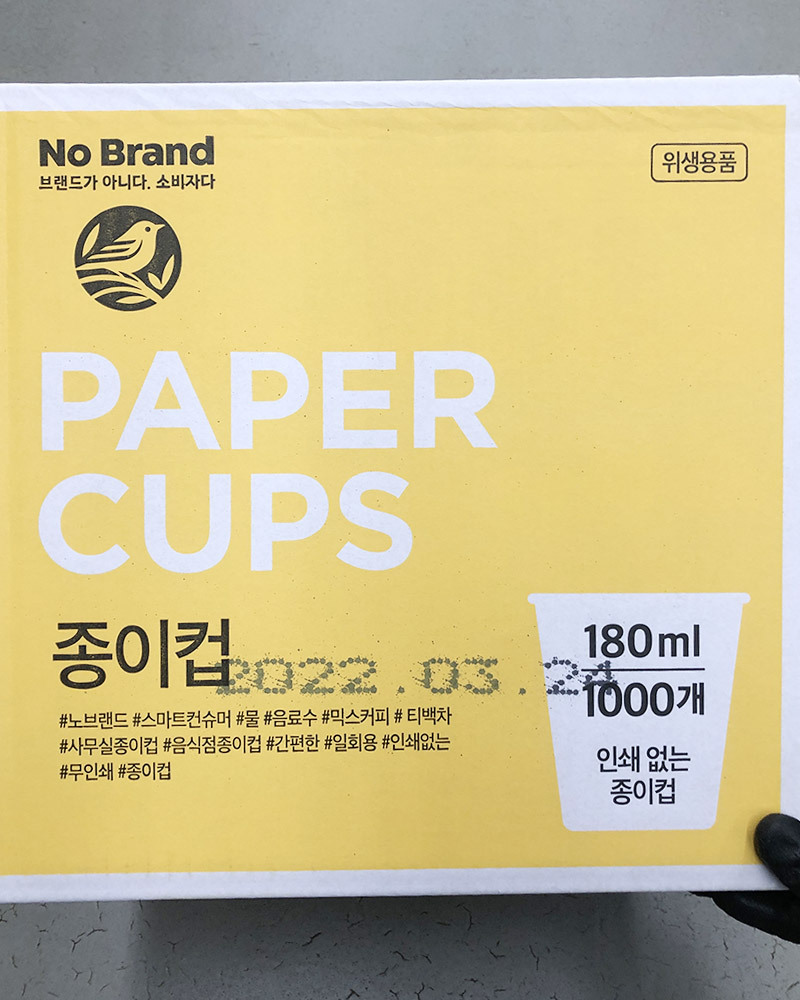 No Brand
브랜드가 아니다. 소비자다
위생용품
PAPER
CUPS
종이컵
2022.03.24
#노브랜드 #스마트컨슈머 #물 #음료수 #믹스커피 # 티백차
#사무실종이컵 #음식점종이컵 #간편한 #일회용 #인쇄없는
#무인쇄 #종이컵
180ml
1000개
인쇄 없는
종이컵